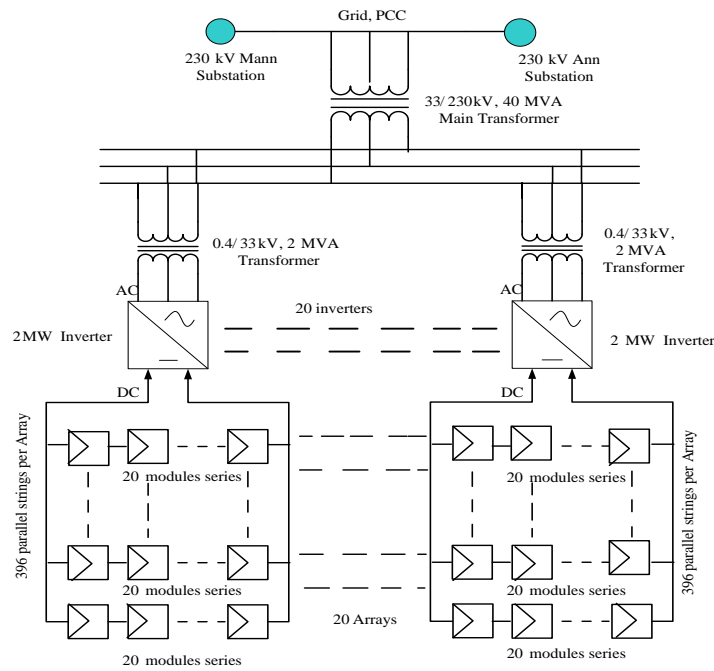 Grid, PCC
230 kV Mann
Substation
230 kV Ann
Substation
33/230kV, 40 MVA
Main Transformer
0.4/33kV, 2 MVA
Transformer
0.4/33kV,
2 MVA
Transformer
AC
AC
20 inverters
2MW Inverter
2 MW Inverter
DC
DC
396 parallel strings per Array
20 modules series
20 modules series
20 modules series
20 modules series
20 modules series
20 modules series
396 parallel strings per Array
20 Arrays